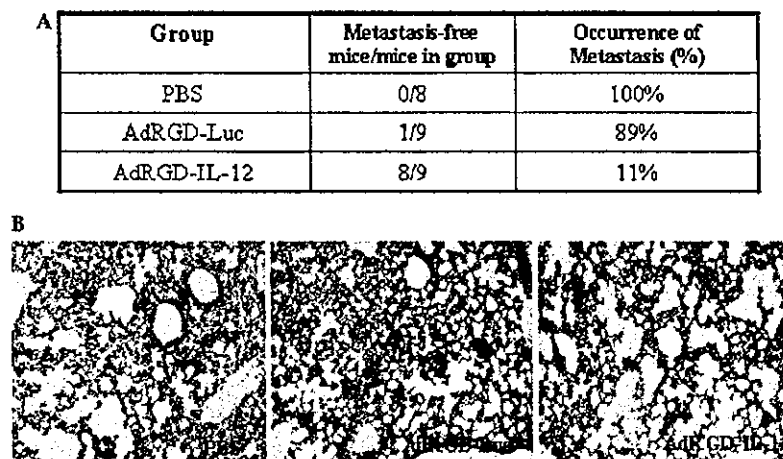 A
Group Metastasis-free mice/mice in group Occurrence of Metastasis (%)
PBS 0/8 100%
AdRGD-Luc 1/9 89%
AdRGD-IL-12 8/9 11%
B